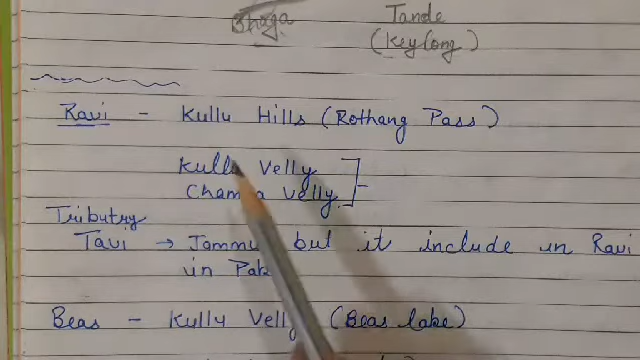 Bhaga
Tande
(Keylong)
Ravi - Kullu Hills (Rothang Pass)
Kullu Velly
Chamba Velly
Tributry
Tavi → Jammu but it include in Ravi
in Pak
Beas - Kullu Velly (Beas lake)